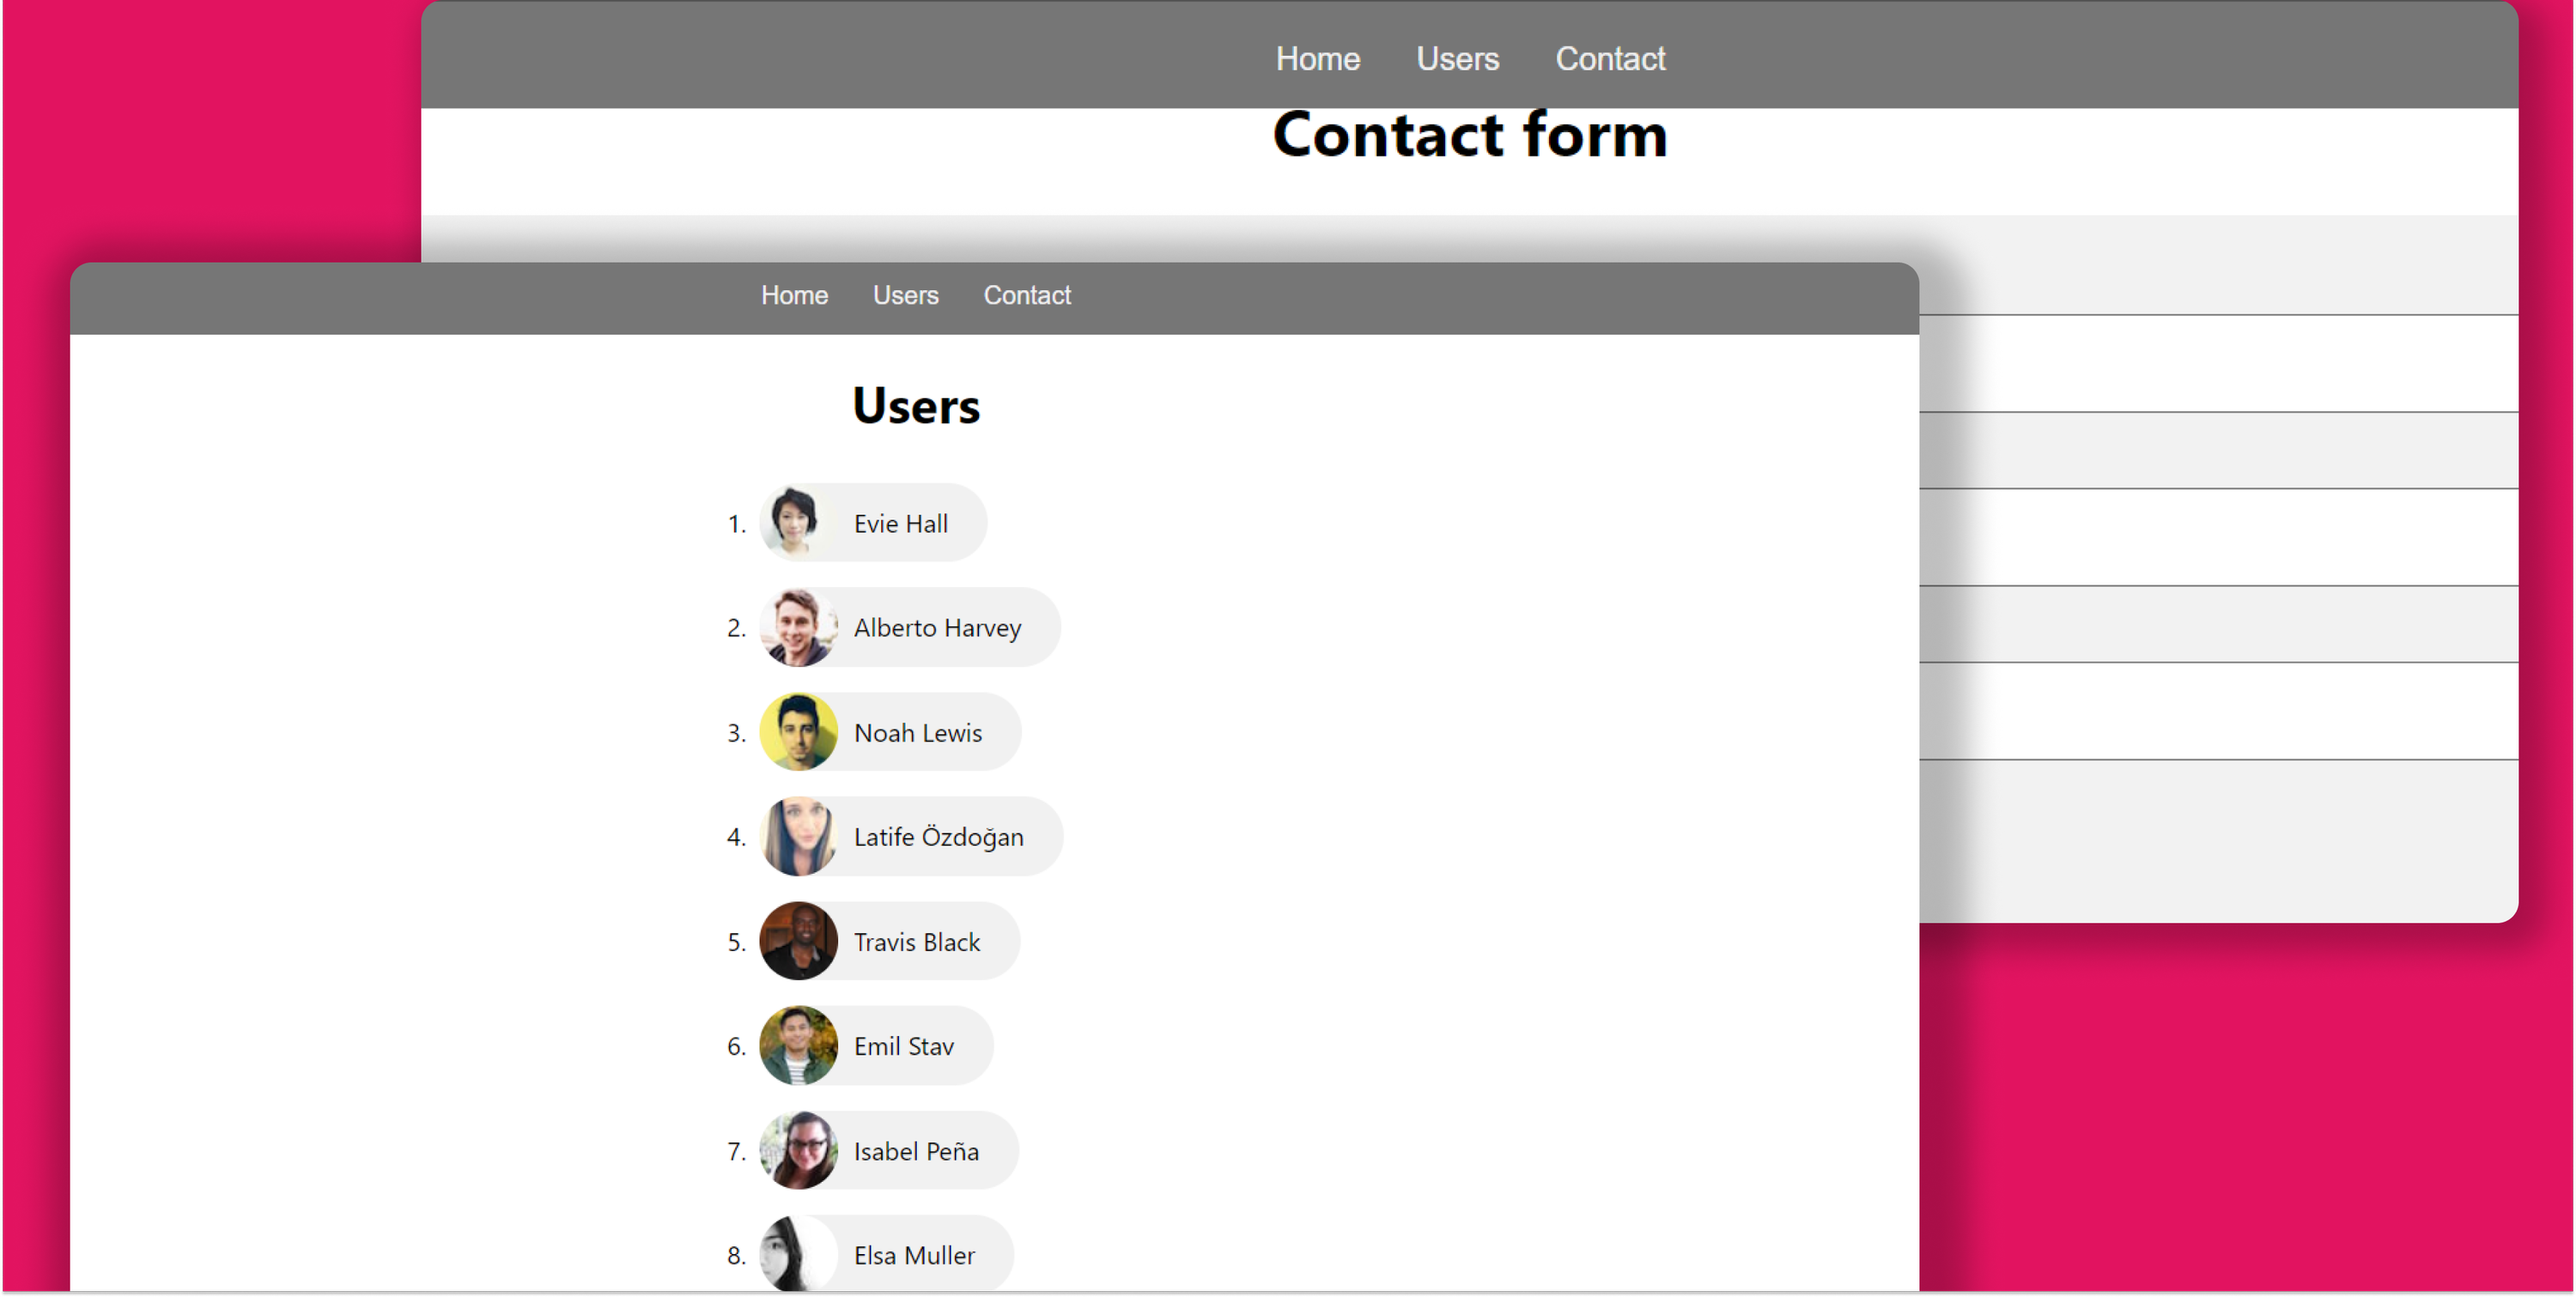 Home Users Contact
Contact form
Home Users Contact
Users
1. Evie Hall
2. Alberto Harvey
3. Noah Lewis
4. Latife Özdoğan
5. Travis Black
6. Emil Stav
7. Isabel Peña
8. Elsa Muller